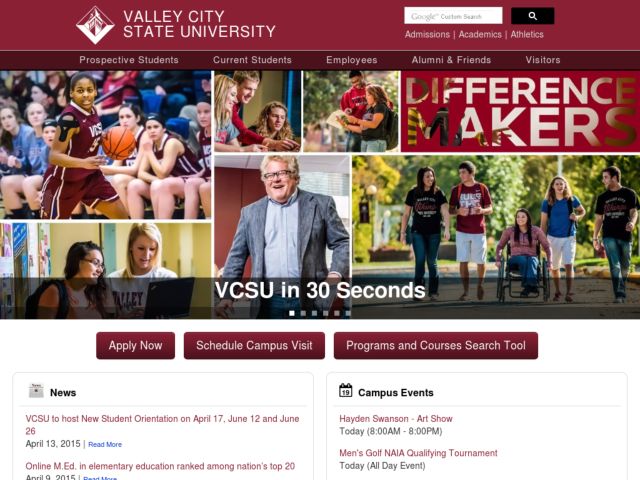 VALLEY CITY
STATE UNIVERSITY
Google™ Custom Search
Admissions | Academics | Athletics
Prospective Students
Current Students
Employees
Alumni & Friends
Visitors
DIFFERENCE
MAKERS
VCSU in 30 Seconds
Apply Now
Schedule Campus Visit
Programs and Courses Search Tool
News
VCSU to host New Student Orientation on April 17, June 12 and June
26
April 13, 2015 | Read More
Online M.Ed. in elementary education ranked among nation's top 20
April 9, 2015 | Read More
19
Campus Events
Hayden Swanson - Art Show
Today (8:00AM - 8:00PM)
Men's Golf NAIA Qualifying Tournament
Today (All Day Event)